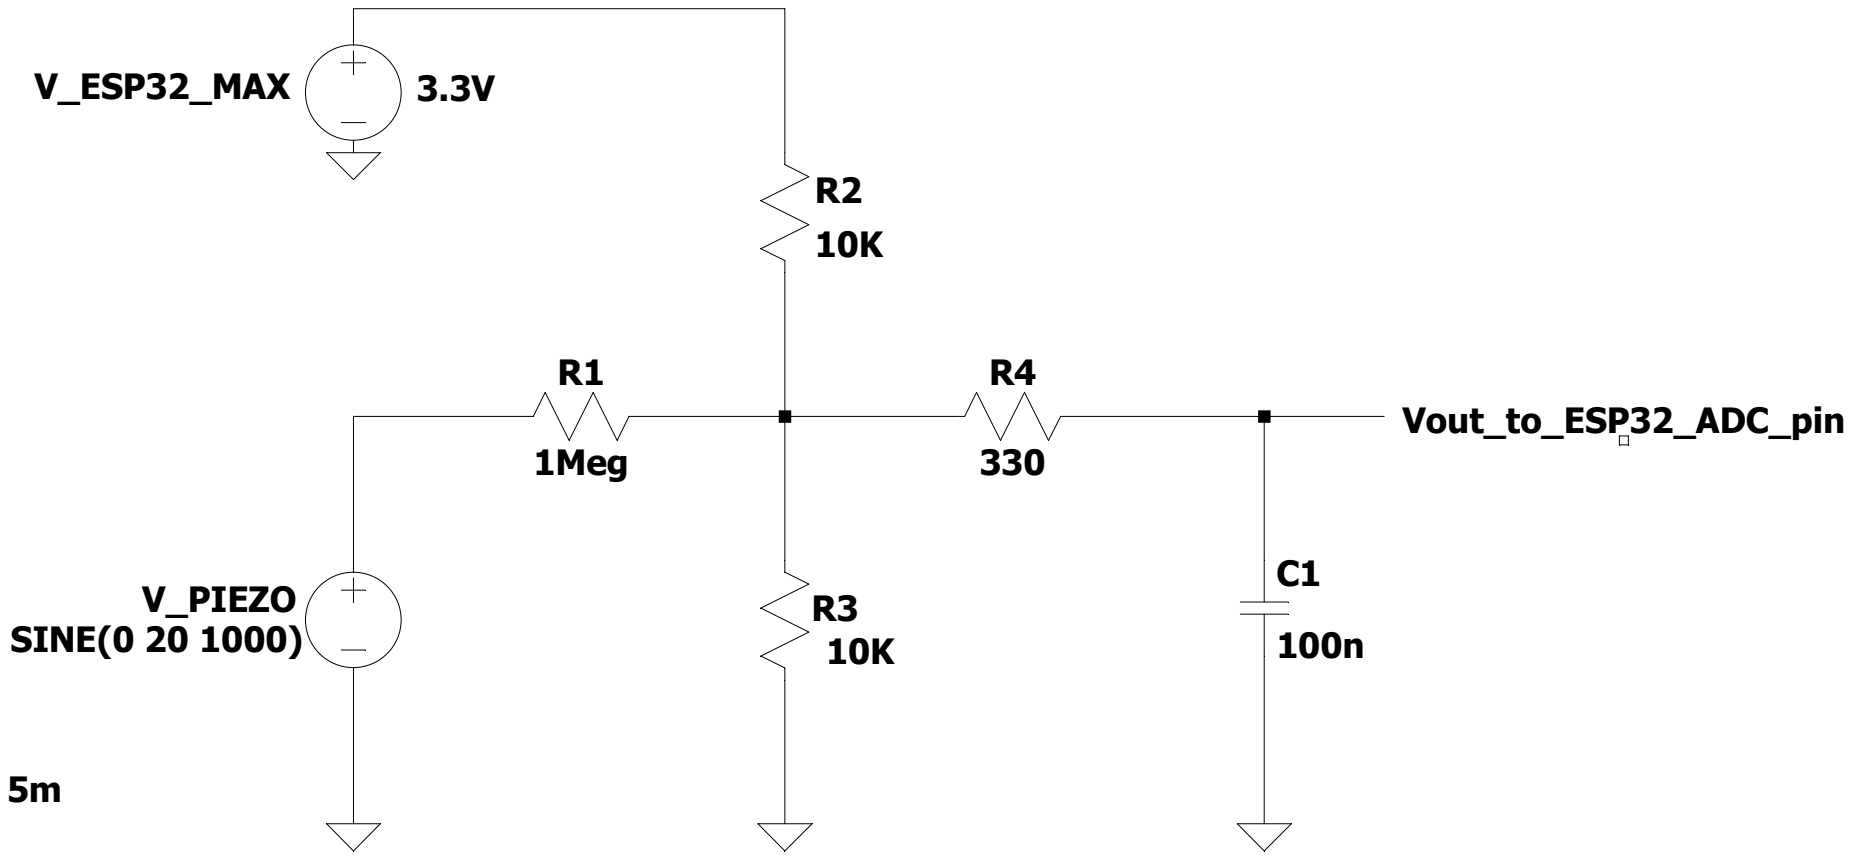 V_ESP32_MAX
3.3V
R2
10K
R1
1Meg
R4
330
Vout_to_ESP32_ADC_pin
V_PIEZO
SINE(0 20 1000)
R3
10K
C1
100n
5m